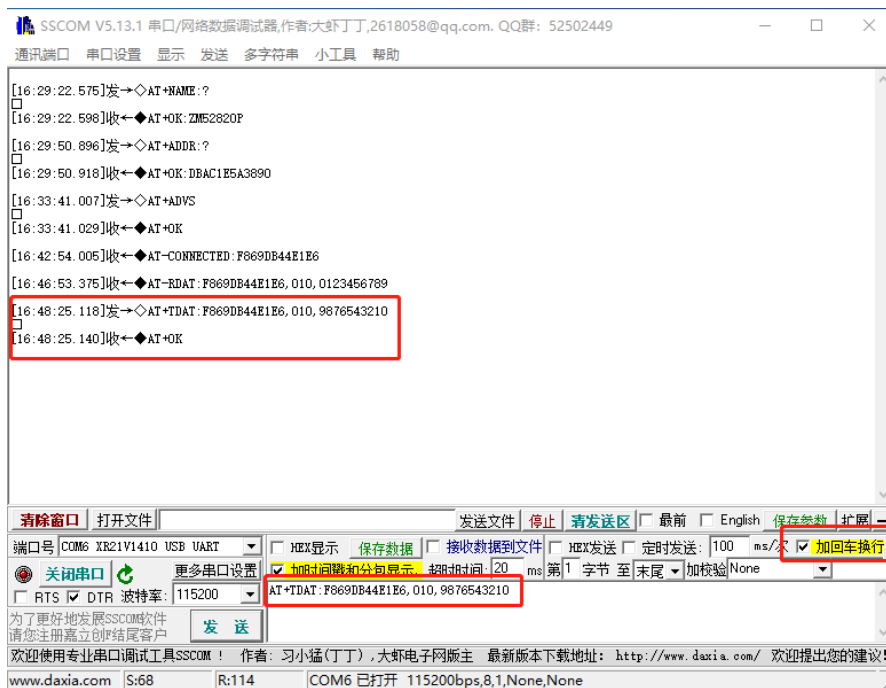 SSCOM V5.13.1 串口/网络数据调试器,作者:大虾丁丁,2618058@qq.com. QQ群: 52502449
通讯端口 串口设置 显示 发送 多字符串 小工具 帮助
[16:29:22.575]发→◇AT+NAME:?
□
[16:29:22.598]收←◆AT+OK:ZM52820P
[16:29:50.896]发→◇AT+ADDR:?
□
[16:29:50.918]收←◆AT+OK:DBAC1E5A3890
[16:33:41.007]发→◇AT+ADVS
□
[16:33:41.029]收←◆AT+OK
[16:42:54.005]收←◆AT-CONNECTED:F869DB44E1E6
[16:46:53.375]收←◆AT-RDAT:F869DB44E1E6,010,0123456789
[16:48:25.118]发→◇AT+TDAT:F869DB44E1E6,010,9876543210
□
[16:48:25.140]收←◆AT+OK
清除窗口 打开文件 发送文件 停止 清发送区 最前 English 保存参数 扩展 —
端口号 COM6 XR21V1410 USB UART HEX显示 保存数据 接收数据到文件 HEX发送 定时发送: 100 ms/次 加回车换行
关闭串口 更多串口设置 加时间戳和分包显示. 超时时间: 20 ms 第1 字节 至 末尾 加校验 None
RTS DTR 波特率: 115200 AT+TDAT:F869DB44E1E6,010,9876543210
为了更好地发展SSCOM软件
请您注册嘉立创F结尾客户
发 送
欢迎使用专业串口调试工具SSCOM ! 作者: 习小猛(丁丁) ,大虾电子网版主 最新版本下载地址: http://www.daxia.com/ 欢迎提出您的建议!
www.daxia.com S:68 R:114 COM6 已打开 115200bps,8,1,None,None